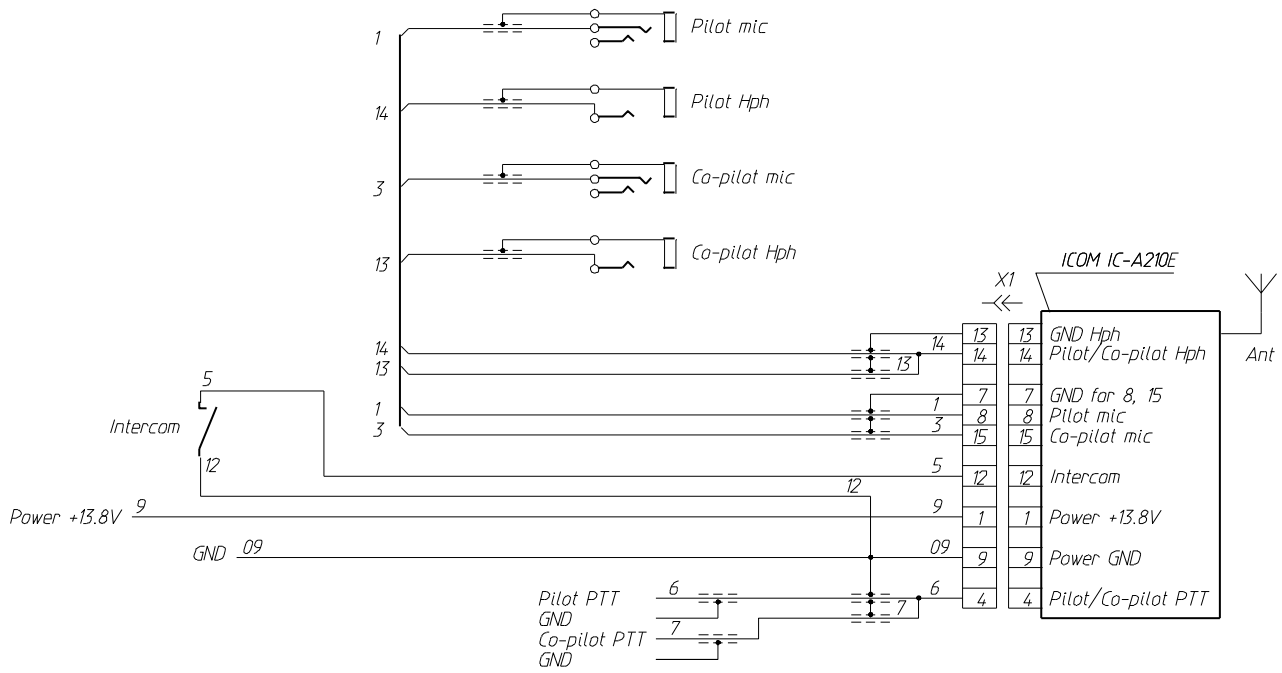 1
Pilot mic
14
Pilot Hph
3
Co-pilot mic
13
Co-pilot Hph
ICOM IC-A210E
X1
Ant
14
13
13
GND Hph
14
14
14
Pilot/Co-pilot Hph
13
13
7
7
GND for 8, 15
1
1
8
8
Pilot mic
3
3
15
15
Co-pilot mic
5
Intercom
12
5
12
12
Intercom
12
Power +13.8V
9
9
1
1
Power +13.8V
GND
09
09
9
9
Power GND
Pilot PTT
6
6
4
4
Pilot/Co-pilot PTT
GND
7
Co-pilot PTT
7
GND